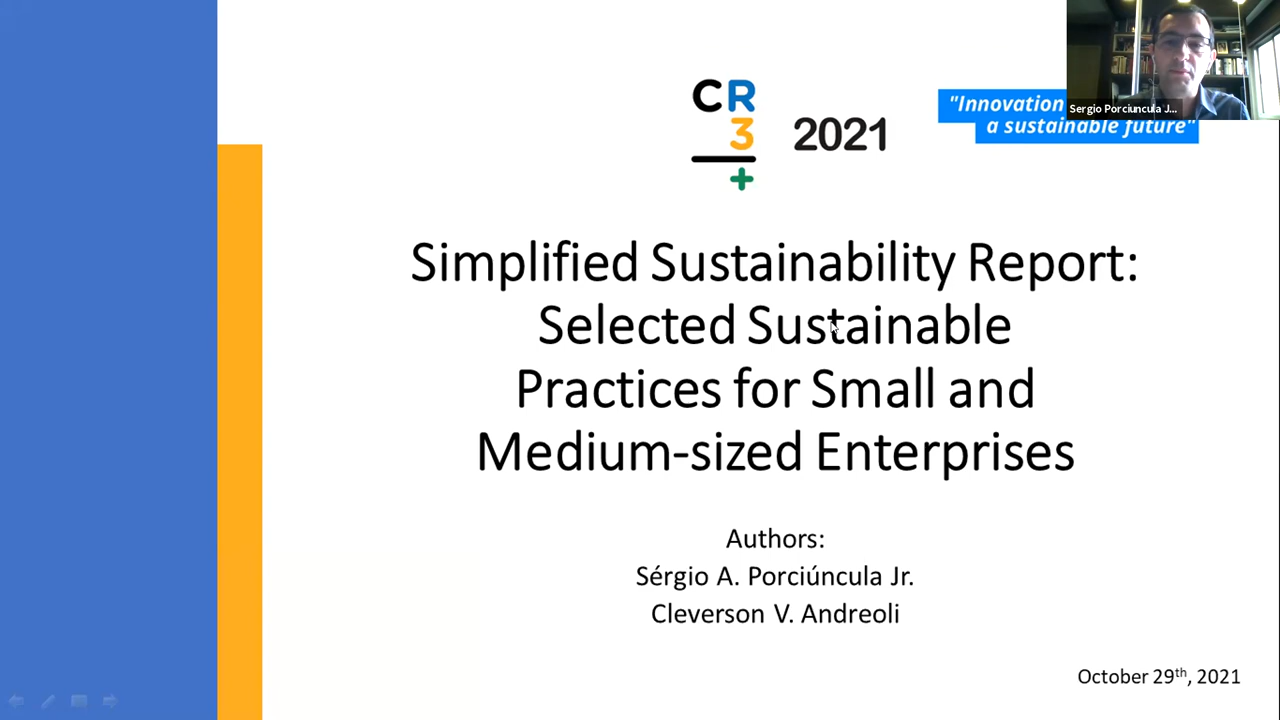 CR
3
+
2021
"Innovation
a sustainable future"
Sergio Porciuncula J...
Simplified Sustainability Report:
Selected Sustainable
Practices for Small and
Medium-sized Enterprises
Authors:
Sérgio A. Porciúncula Jr.
Cleverson V. Andreoli
October 29th, 2021